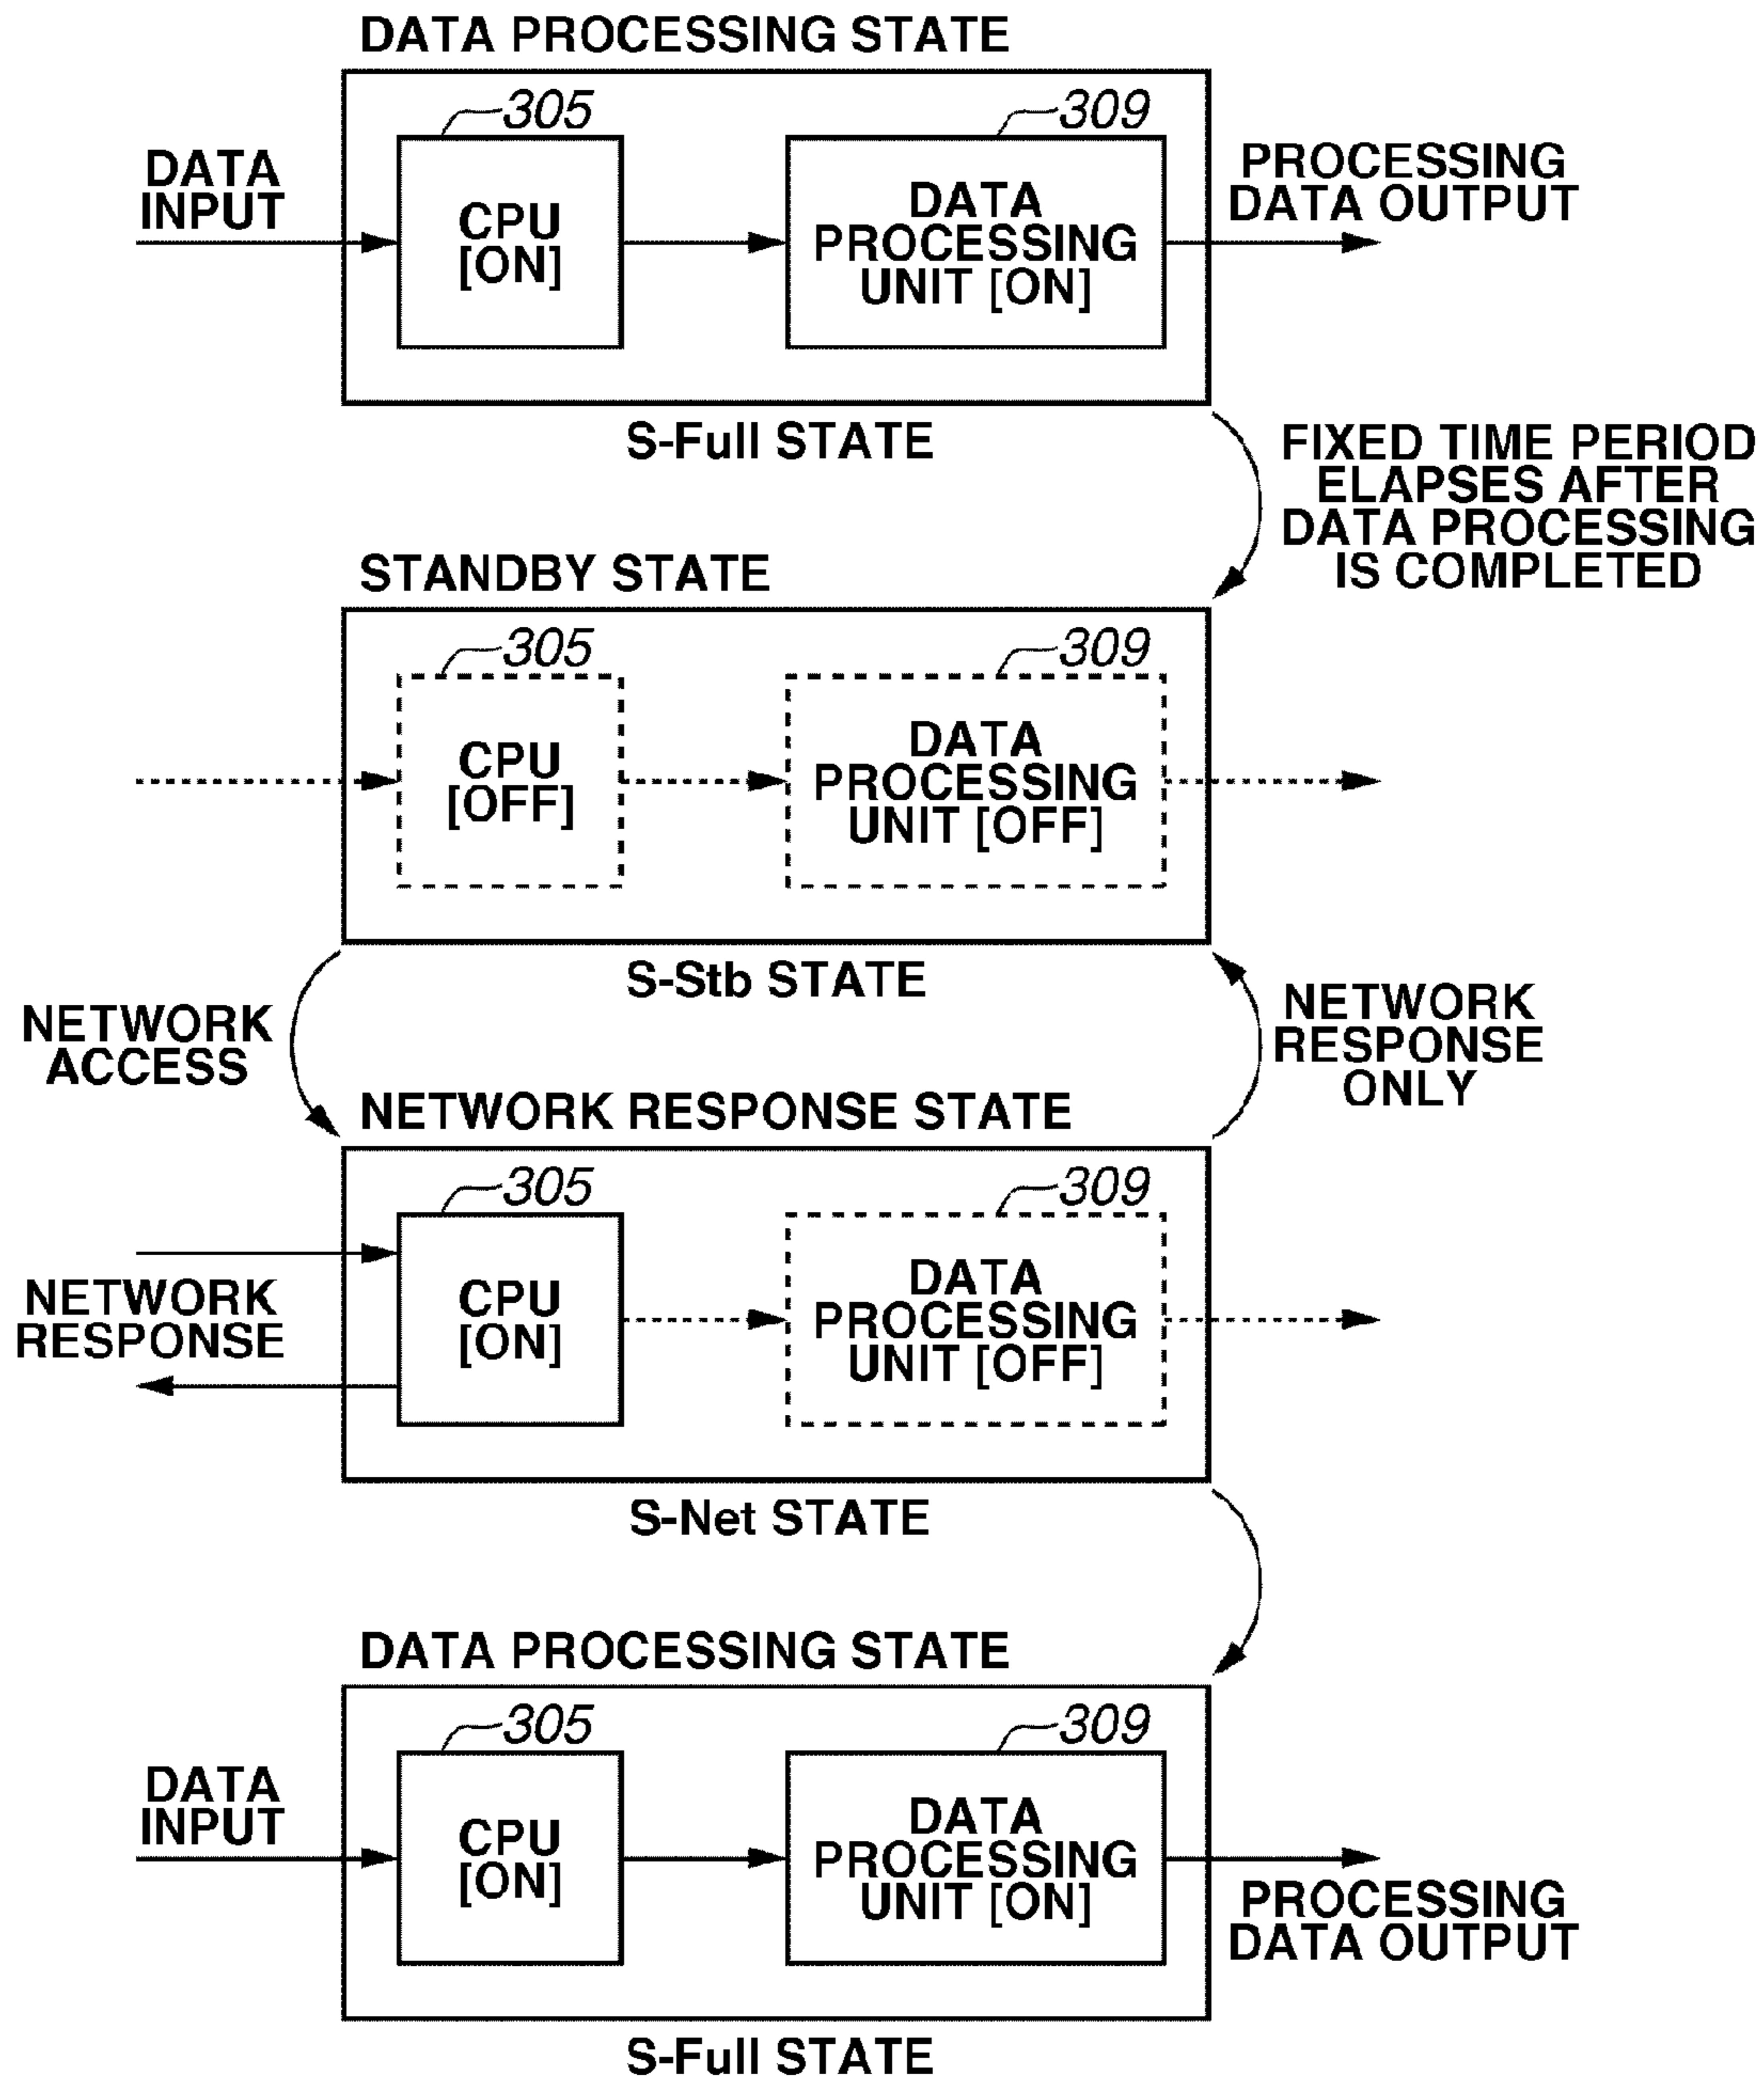 DATA PROCESSING STATE
305
309
DATA
INPUT
CPU
[ON]
DATA
PROCESSING
UNIT [ON]
PROCESSING
DATA OUTPUT
S-Full STATE
FIXED TIME PERIOD
ELAPSES AFTER
DATA PROCESSING
IS COMPLETED
STANDBY STATE
305
309
CPU
[OFF]
DATA
PROCESSING
UNIT [OFF]
S-Stb STATE
NETWORK
ACCESS
NETWORK
RESPONSE
ONLY
NETWORK RESPONSE STATE
305
309
NETWORK
RESPONSE
CPU
[ON]
DATA
PROCESSING
UNIT [OFF]
S-Net STATE
DATA PROCESSING STATE
305
309
DATA
INPUT
CPU
[ON]
DATA
PROCESSING
UNIT [ON]
PROCESSING
DATA OUTPUT
S-Full STATE